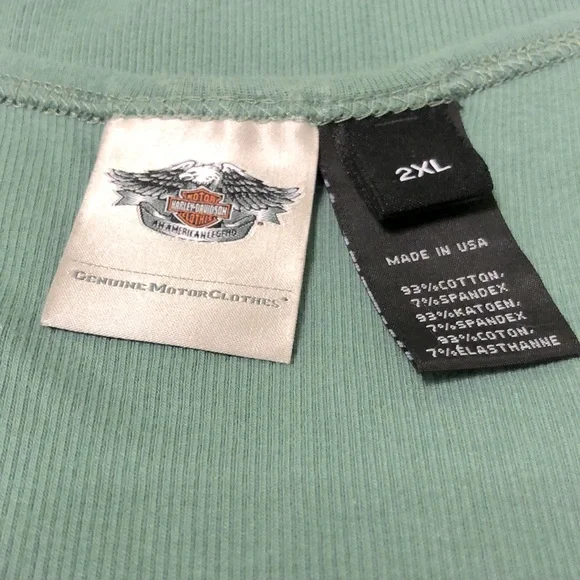 MOTOR
HARLEY-DAVIDSON
CLOTHES
AN AMERICAN LEGEND
GENUINE MOTORCLOTHES®
2XL
MADE IN USA
93%COTTON,
7%SPANDEX
93%KATOEN,
7%SPANDEX
93%COTON,
7%ÉLASTHANNE